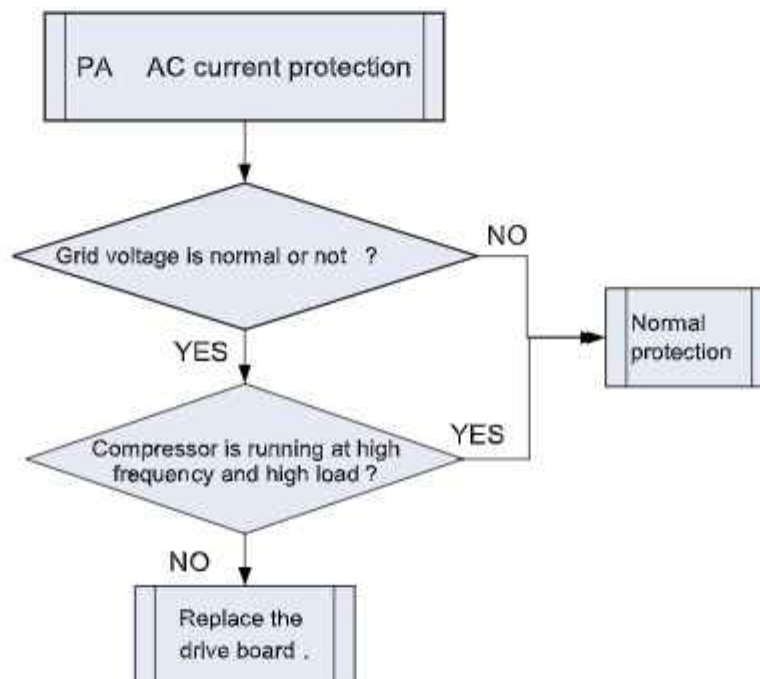 PA AC current protection
Grid voltage is normal or not ?
NO
Normal
protection
YES
Compressor is running at high
frequency and high load ?
YES
NO
Replace the
drive board .